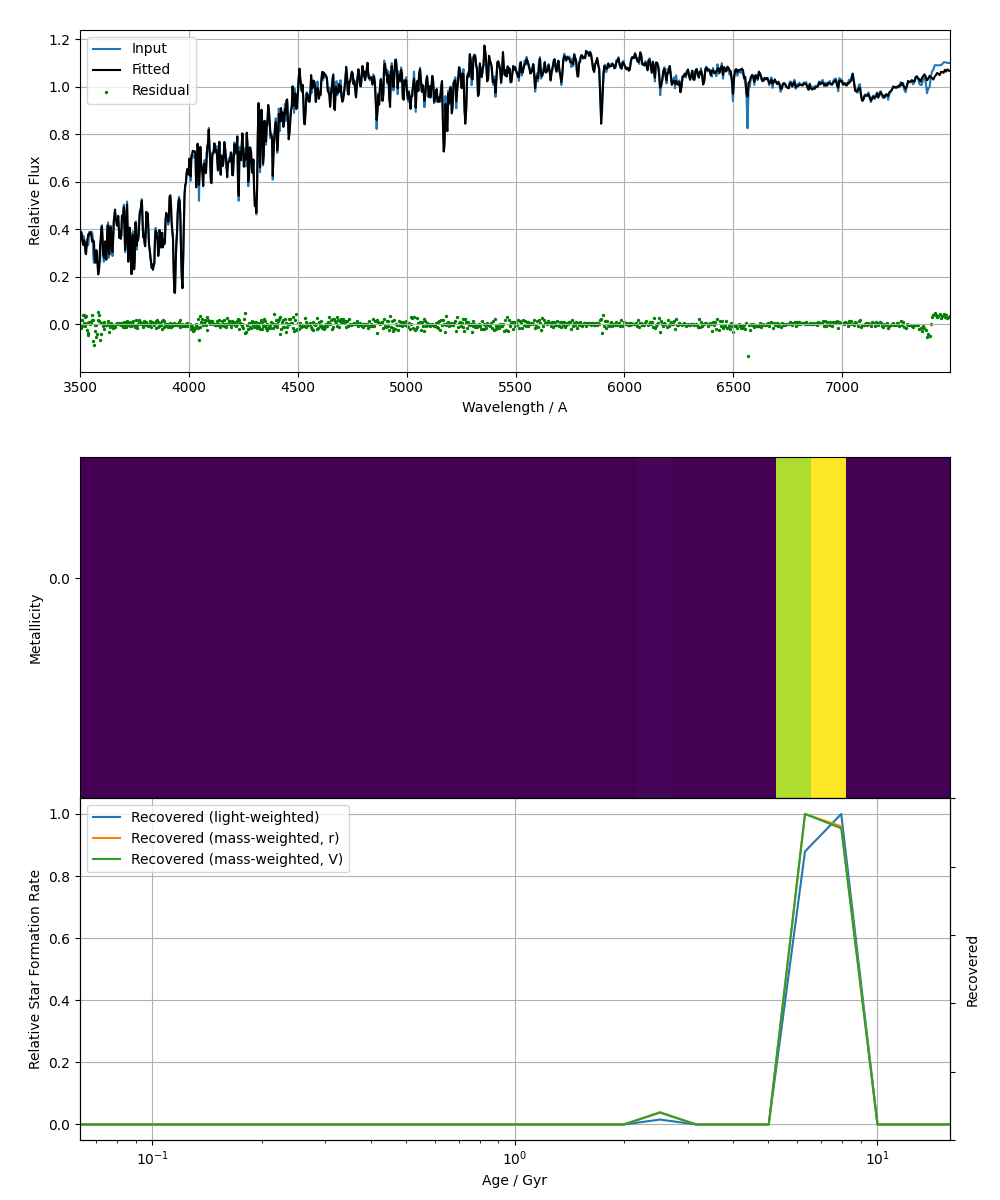 1.2
1.0
0.8
0.6
0.4
0.2
0.0
Relative Flux
Input
Fitted
Residual
3500 4000 4500 5000 5500 6000 6500 7000
Wavelength / A
0.0
Metallicity
1.0
0.8
0.6
0.4
0.2
0.0
Relative Star Formation Rate
Recovered (light-weighted)
Recovered (mass-weighted, r)
Recovered (mass-weighted, V)
Recovered
10⁻¹ 10⁰ 10¹
Age / Gyr